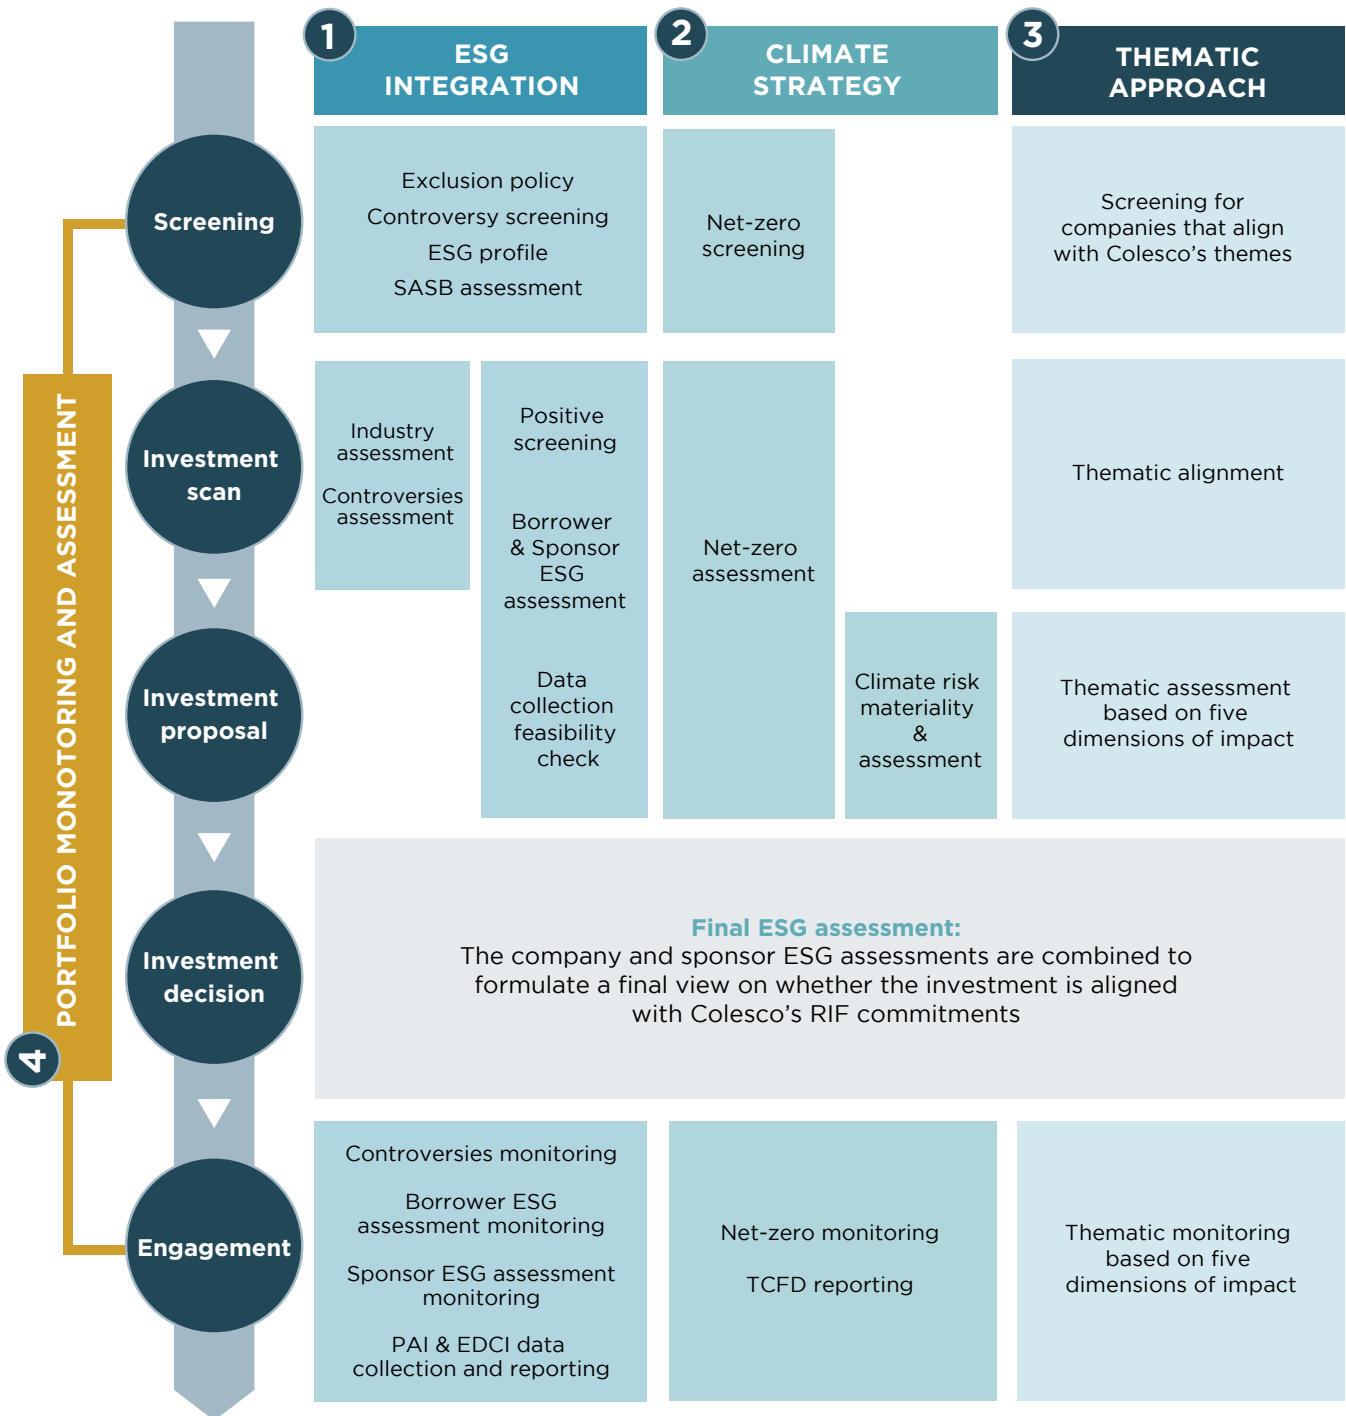 1
ESG
INTEGRATION
2
CLIMATE
STRATEGY
3
THEMATIC
APPROACH
Screening
Exclusion policy
Controversy screening
ESG profile
SASB assessment
Net-zero
screening
Screening for
companies that align
with Colesco’s themes
PORTFOLIO MONOTORING AND ASSESSMENT
4
Investment
scan
Industry
assessment
Controversies
assessment
Positive
screening
Borrower
& Sponsor
ESG
assessment
Data
collection
feasibility
check
Net-zero
assessment
Thematic alignment
Investment
proposal
Climate risk
materiality
&
assessment
Thematic assessment
based on five
dimensions of impact
Investment
decision
Final ESG assessment:
The company and sponsor ESG assessments are combined to
formulate a final view on whether the investment is aligned
with Colesco’s RIF commitments
Engagement
Controversies monitoring
Borrower ESG
assessment monitoring
Sponsor ESG assessment
monitoring
PAI & EDCI data
collection and reporting
Net-zero monitoring
TCFD reporting
Thematic monitoring
based on five
dimensions of impact